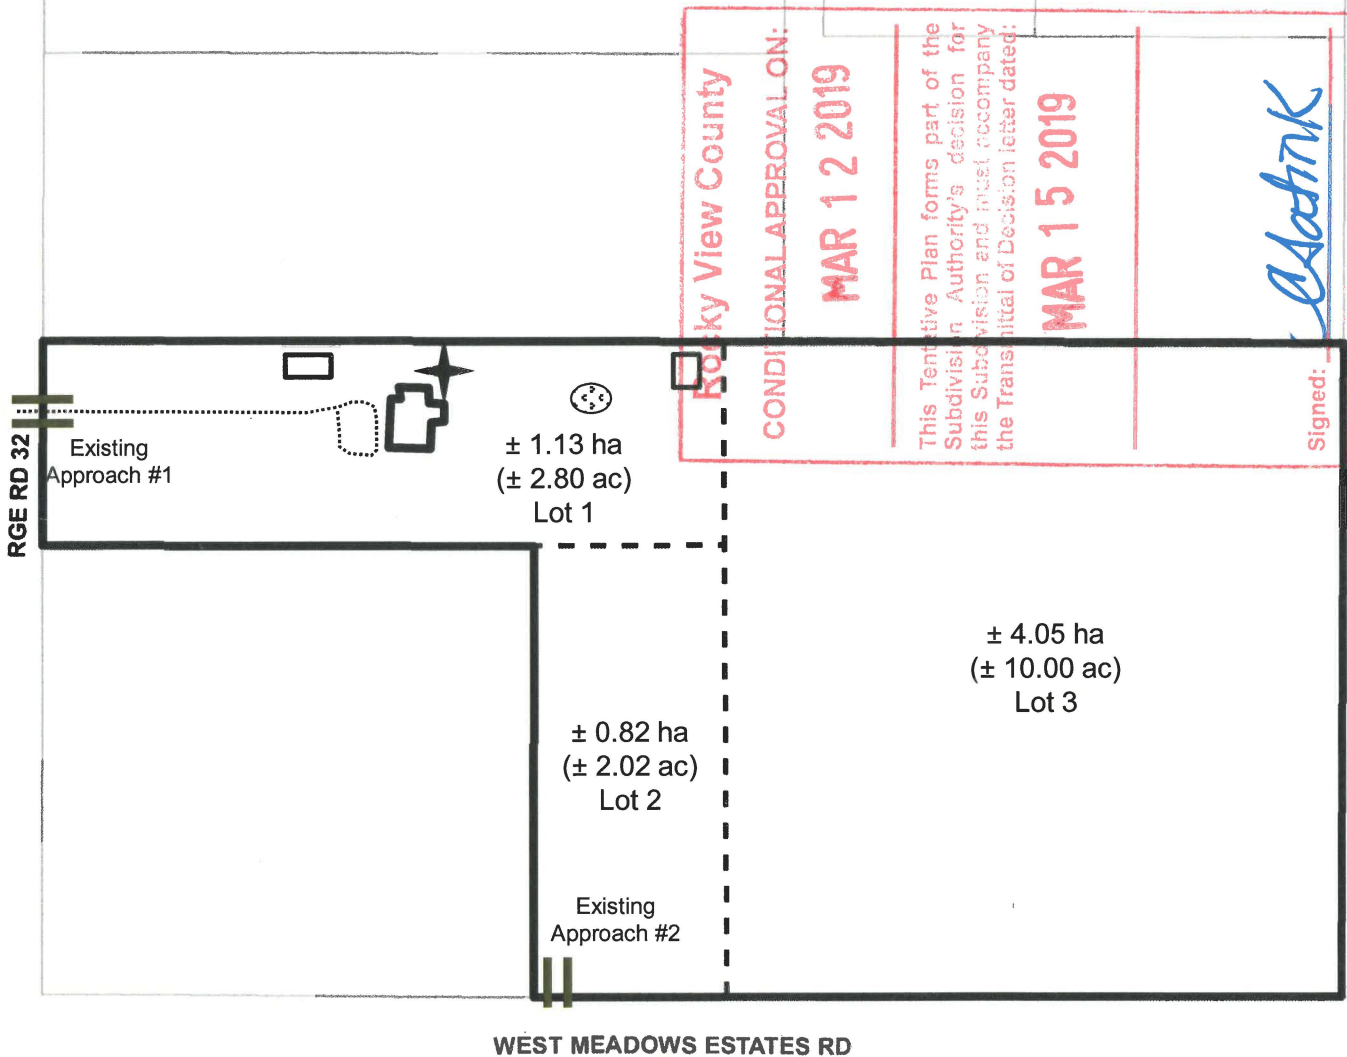 Rocky View County
CONDITIONAL APPROVAL ON:
MAR 12 2019
This Tentative Plan forms part of the
Subdivision Authority's decision for
this Subdivision and must accompany
the Transmittal of Decision letter dated:
MAR 15 2019
Signed:
RGE RD 32
Existing
Approach #1
± 1.13 ha
(± 2.80 ac)
Lot 1
± 4.05 ha
(± 10.00 ac)
Lot 3
± 0.82 ha
(± 2.02 ac)
Lot 2
Existing
Approach #2
WEST MEADOWS ESTATES RD